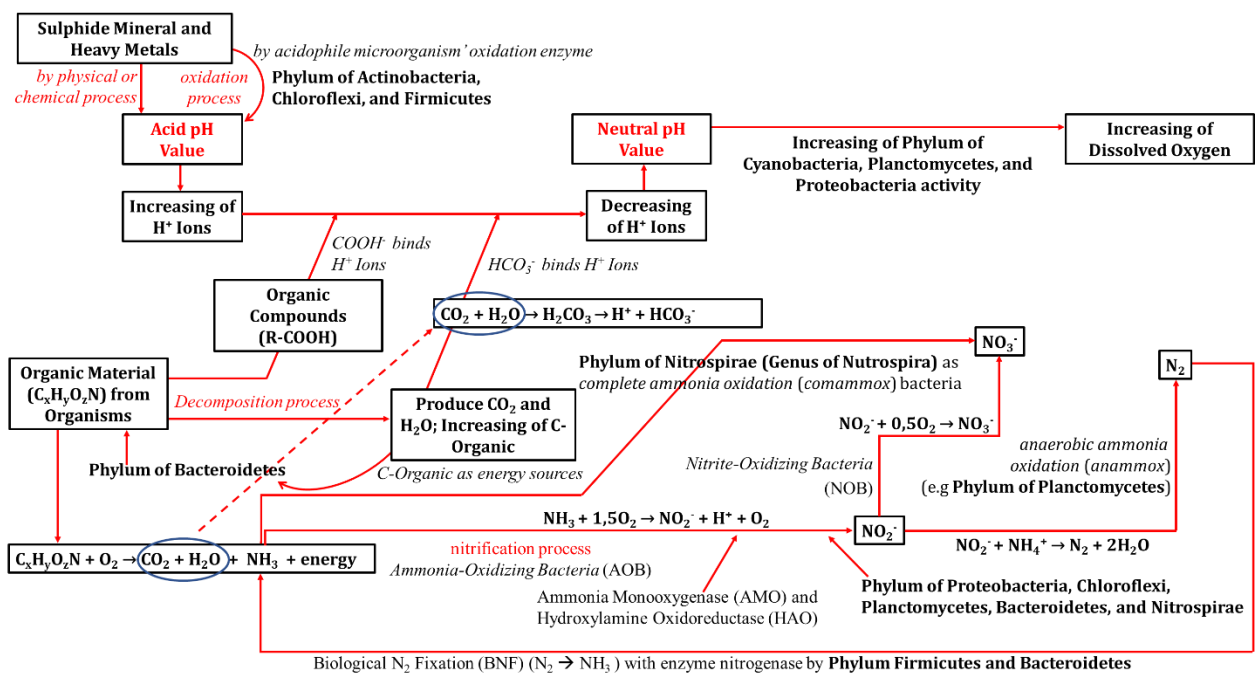 Sulphide Mineral and
Heavy Metals
by acidophile microorganism' oxidation enzyme
by physical or
chemical process
oxidation
process
Phylum of Actinobacteria,
Chloroflexi, and Firmicutes
Acid pH
Value
Neutral pH
Value
Increasing of Phylum of
Cyanobacteria, Planctomycetes, and
Proteobacteria activity
Increasing of
Dissolved Oxygen
Increasing of
H⁺ Ions
Decreasing
of H⁺ Ions
COOH⁻ binds
H⁺ Ions
HCO₃⁻ binds H⁺ Ions
Organic
Compounds
(R-COOH)
CO₂ + H₂O → H₂CO₃ → H⁺ + HCO₃⁻
Organic Material
(CₓHᵧO𝓏N) from
Organisms
Decomposition process
Produce CO₂ and
H₂O; Increasing of C-
Organic
Phylum of Nitrospirae (Genus of Nutrospira) as
complete ammonia oxidation (comammox) bacteria
NO₃⁻
N₂
NO₂⁻ + 0,5O₂ → NO₃⁻
Phylum of Bacteroidetes
C-Organic as energy sources
Nitrite-Oxidizing Bacteria
(NOB)
anaerobic ammonia
oxidation (anammox)
(e.g Phylum of Planctomycetes)
NH₃ + 1,5O₂ → NO₂⁻ + H⁺ + O₂
NO₂⁻
NO₂⁻ + NH₄⁺ → N₂ + 2H₂O
CₓHᵧO𝓏N + O₂ → CO₂ + H₂O + NH₃ + energy
nitrification process
Ammonia-Oxidizing Bacteria (AOB)
Ammonia Monooxygenase (AMO) and
Hydroxylamine Oxidoreductase (HAO)
Phylum of Proteobacteria, Chloroflexi,
Planctomycetes, Bacteroidetes, and Nitrospirae
Biological N₂ Fixation (BNF) (N₂ → NH₃ ) with enzyme nitrogenase by Phylum Firmicutes and Bacteroidetes